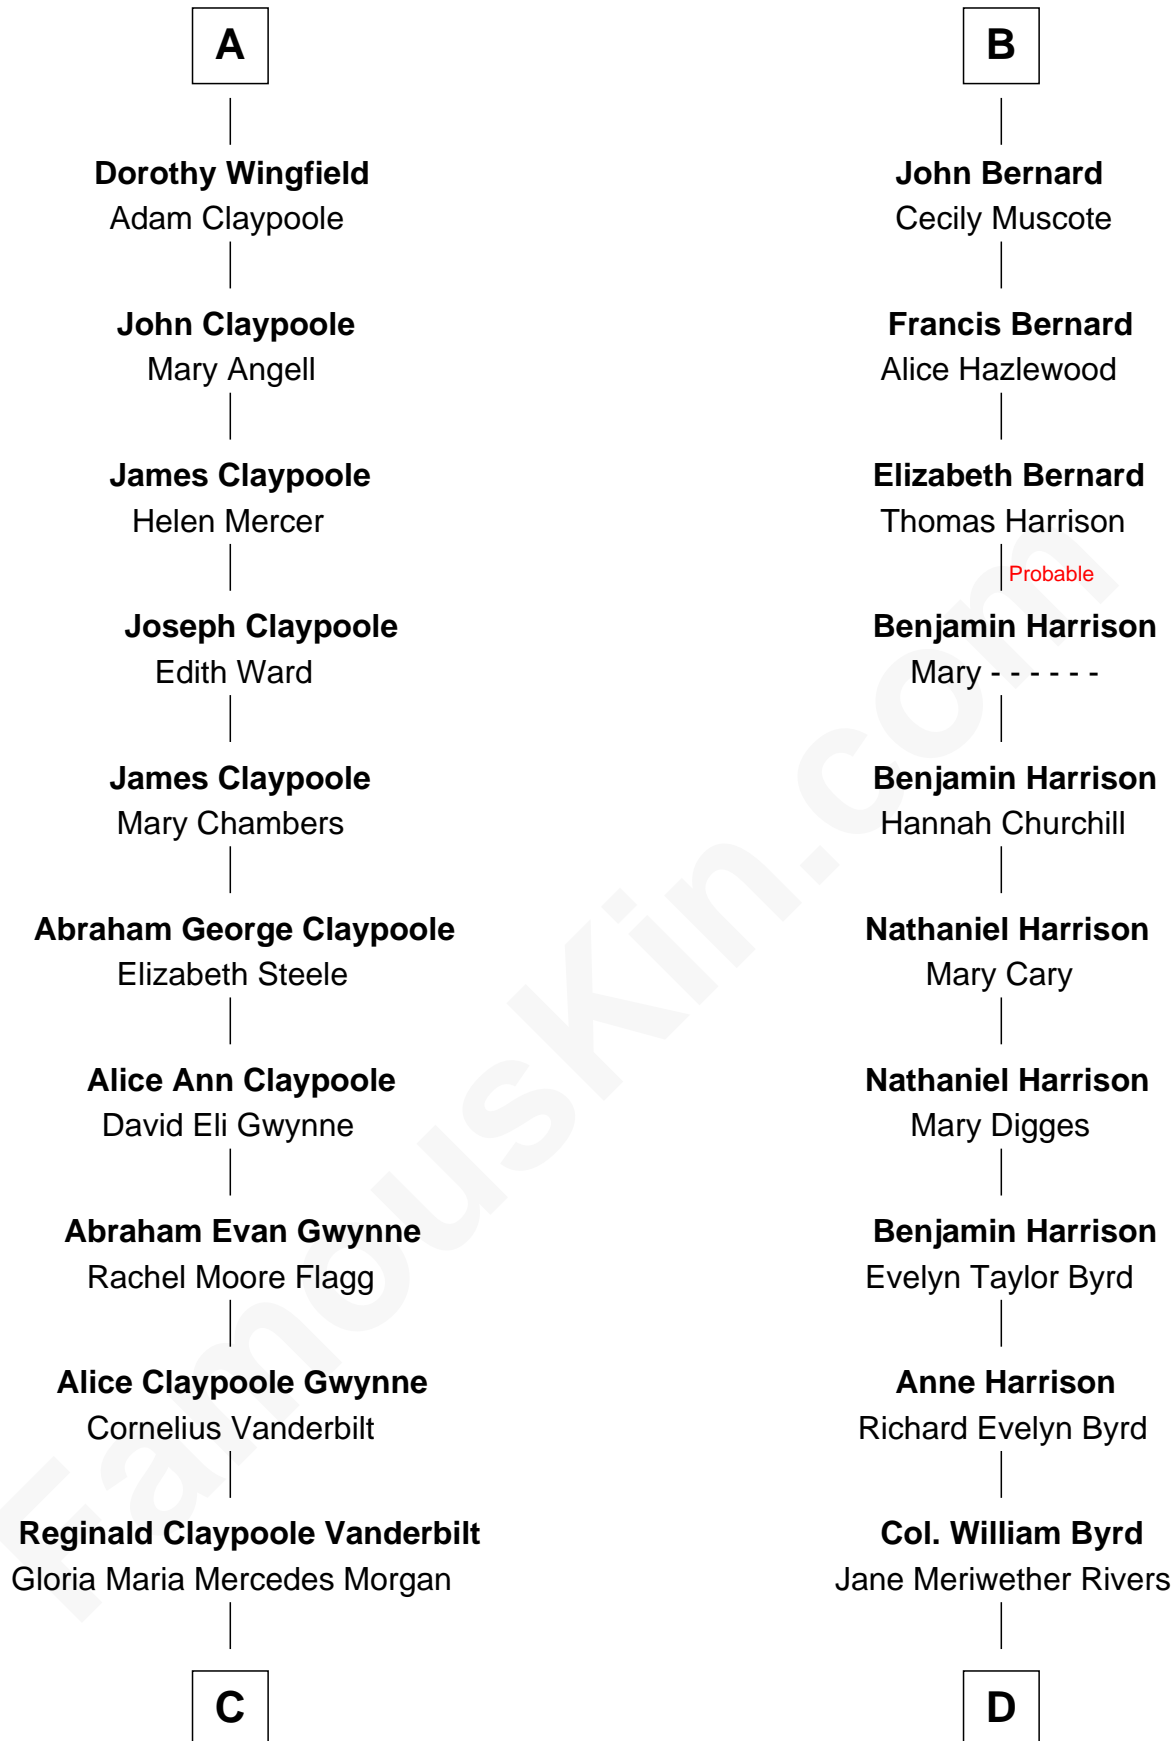 A
Dorothy Wingfield
Adam Claypoole
John Claypoole
Mary Angell
James Claypoole
Helen Mercer
Joseph Claypoole
Edith Ward
James Claypoole
Mary Chambers
Abraham George Claypoole
Elizabeth Steele
Alice Ann Claypoole
David Eli Gwynne
Abraham Evan Gwynne
Rachel Moore Flagg
Alice Claypoole Gwynne
Cornelius Vanderbilt
Reginald Claypoole Vanderbilt
Gloria Maria Mercedes Morgan
C
B
John Bernard
Cecily Muscote
Francis Bernard
Alice Hazlewood
Elizabeth Bernard
Thomas Harrison
Probable
Benjamin Harrison
Mary - - - - - -
Benjamin Harrison
Hannah Churchill
Nathaniel Harrison
Mary Cary
Nathaniel Harrison
Mary Digges
Benjamin Harrison
Evelyn Taylor Byrd
Anne Harrison
Richard Evelyn Byrd
Col. William Byrd
Jane Meriwether Rivers
D
FamousKin.com